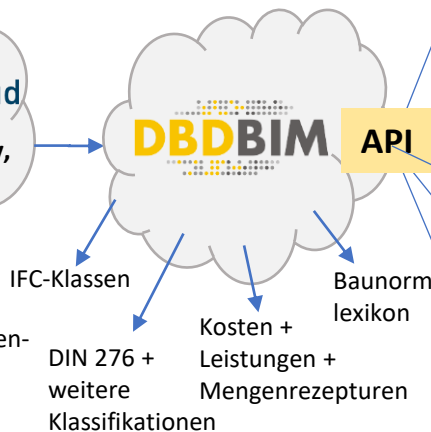 DBDBIM
API
IFC-Klassen
DIN 276 +
weitere
Klassifikationen
Kosten +
Leistungen +
Mengenrezepturen
Baunorm
lexikon